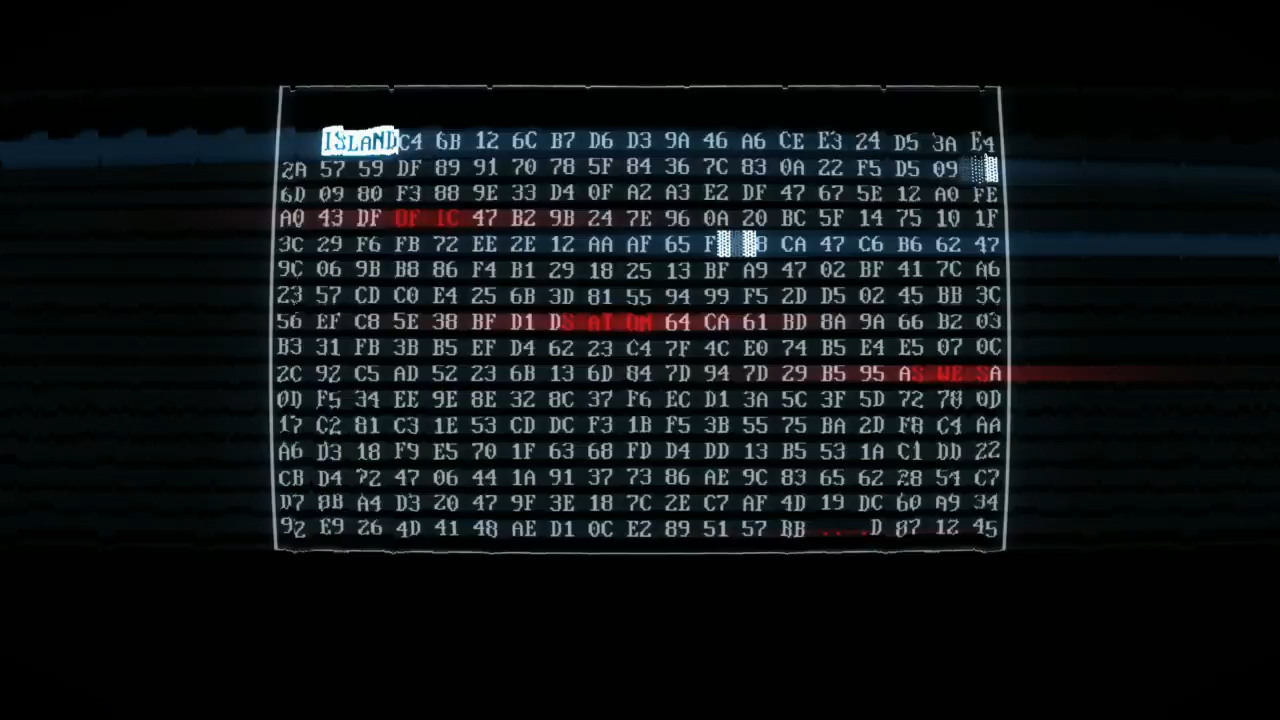 ISLAND C4 6B 12 6C B7 D6 D3 9A 46 A6 CE E3 24 D5 3A E4
2A 57 59 DF 89 91 70 78 5F 84 36 7C 83 0A 22 F5 D5 09
6D 09 80 F3 88 9E 33 D4 0F A2 A3 E2 DF 47 67 5E 12 A0 FE
A0 43 DF OF IC 47 B2 9B 24 7E 96 0A 20 BC 5F 14 75 10 1F
3C 29 F6 FB 72 EE 2E 12 AA AF 65 F 8 CA 47 C6 B6 62 47
9C 06 9B B8 86 F4 B1 29 18 25 13 BF A9 47 02 BF 41 7C A6
23 57 CD C0 E4 25 6B 3D 81 55 94 99 F5 2D D5 02 45 BB 3C
56 EF C8 5E 38 BF D1 DS AT ON 64 CA 61 BD 8A 9A 66 B2 03
B3 31 FB 3B B5 EF D4 62 23 C4 7F 4C E0 74 B5 E4 E5 07 0C
2C 92 C5 AD 52 23 6B 13 6D 84 7D 94 7D 29 B5 95 AS WE SA
0D F5 34 EE 9E 8E 32 8C 37 F6 EC D1 3A 5C 3F 5D 72 78 0D
17 C2 81 C3 1E 53 CD DC F3 1B F5 3B 55 75 BA 2D F8 C4 AA
A6 D3 18 F9 E5 70 1F 63 68 FD D4 DD 13 B5 53 1A C1 DD 22
CB D4 72 47 06 44 1A 91 37 73 86 AE 9C 83 65 62 28 54 C7
D7 8B A4 D3 20 47 9F 3E 18 7C 2E C7 AF 4D 19 DC 60 A9 34
92 E9 26 4D 41 48 AE D1 0C E2 89 51 57 BB ....D 87 12 45